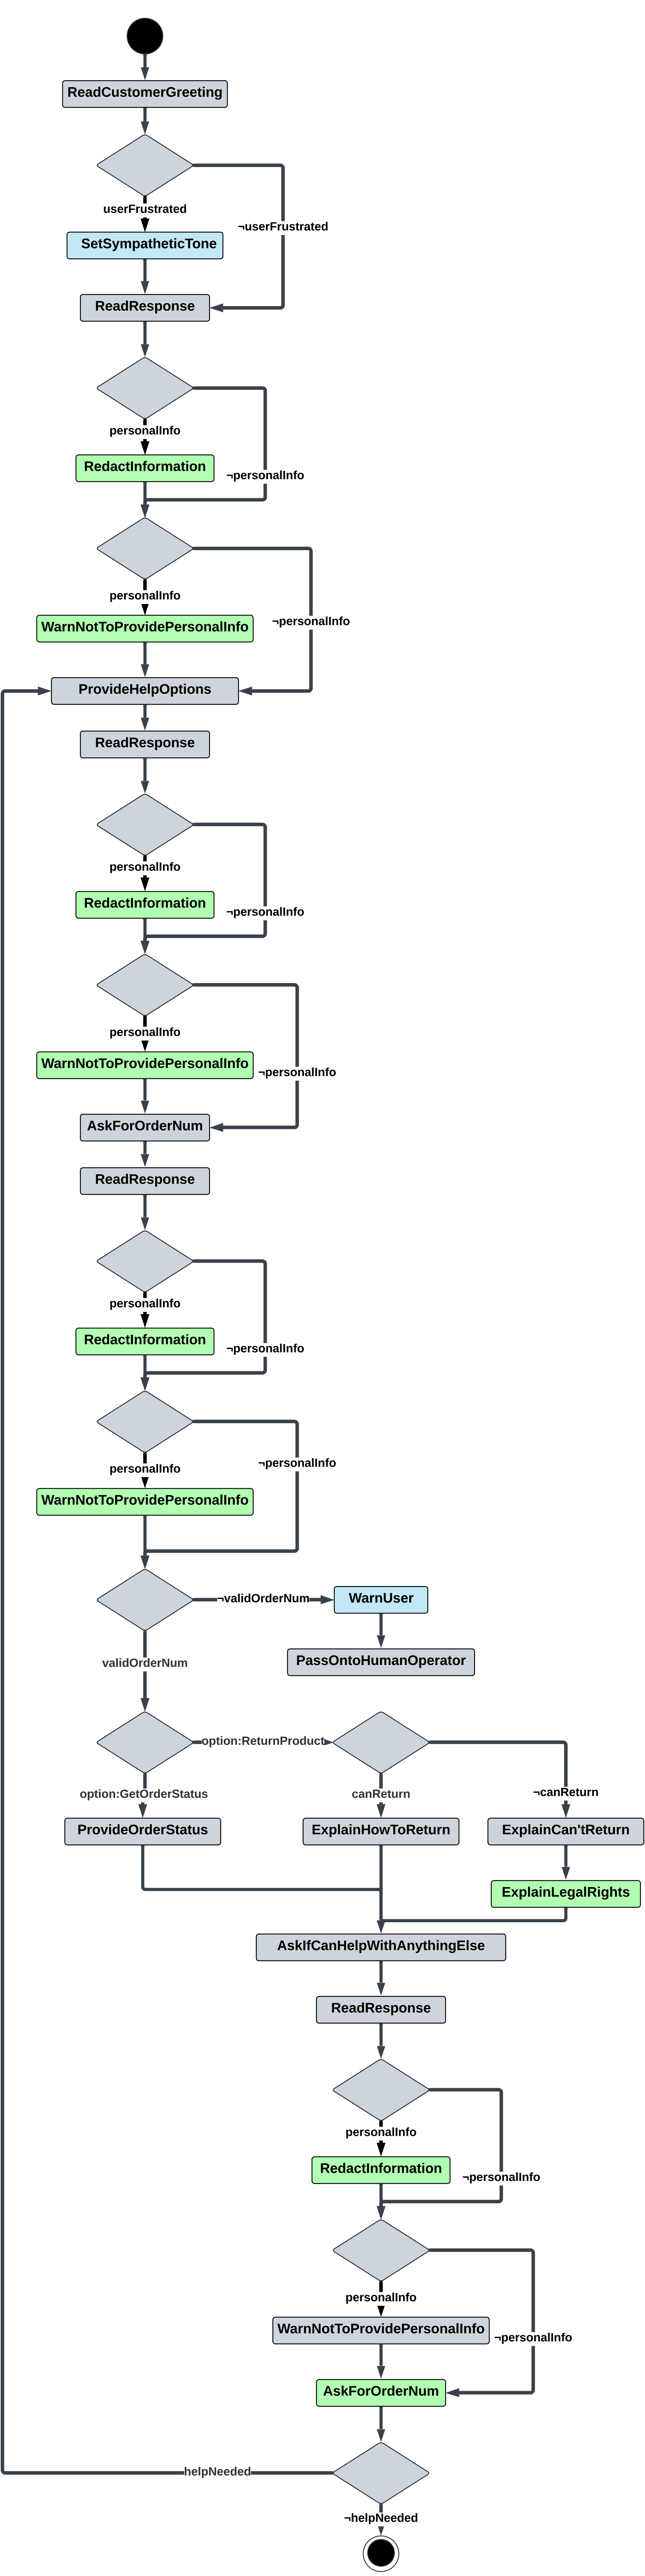 ReadCustomerGreeting
userFrustrated
¬userFrustrated
SetSympatheticTone
ReadResponse
personalInfo
RedactInformation
¬personalInfo
personalInfo
¬personalInfo
WarnNotToProvidePersonalInfo
ProvideHelpOptions
ReadResponse
personalInfo
RedactInformation
¬personalInfo
personalInfo
WarnNotToProvidePersonalInfo
¬personalInfo
AskForOrderNum
ReadResponse
personalInfo
RedactInformation
¬personalInfo
personalInfo
¬personalInfo
WarnNotToProvidePersonalInfo
¬validOrderNum
WarnUser
validOrderNum
PassOntoHumanOperator
option:ReturnProduct
option:GetOrderStatus
canReturn
¬canReturn
ProvideOrderStatus
ExplainHowToReturn
ExplainCan'tReturn
ExplainLegalRights
AskIfCanHelpWithAnythingElse
ReadResponse
personalInfo
RedactInformation
¬personalInfo
personalInfo
WarnNotToProvidePersonalInfo
¬personalInfo
AskForOrderNum
helpNeeded
¬helpNeeded